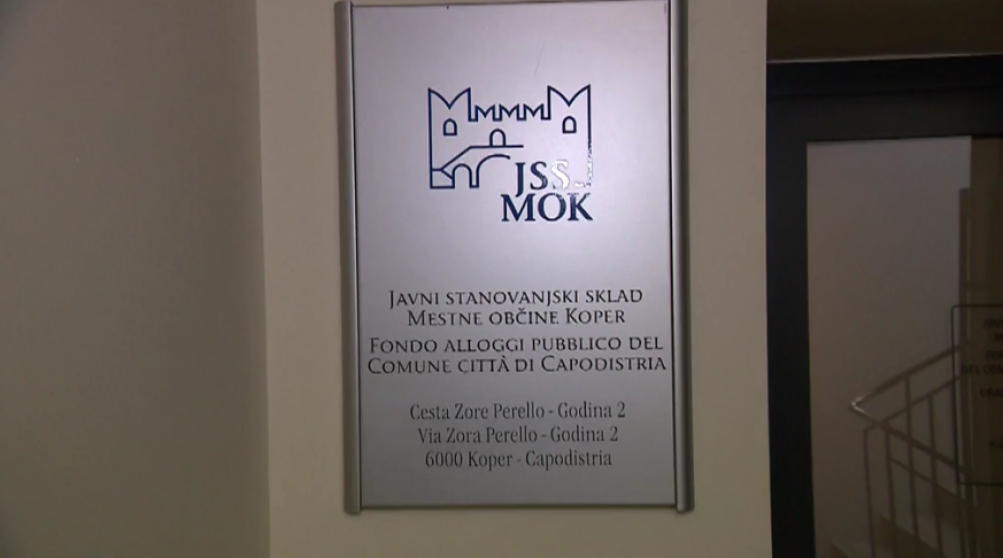 JSS
MOK
JAVNI STANOVANJSKI SKLAD
MESTNE OBČINE KOPER
FONDO ALLOGGI PUBBLICO DEL
COMUNE CITTÀ DI CAPODISTRIA
Cesta Zore Perello - Godina 2
Via Zora Perello - Godina 2
6000 Koper - Capodistria